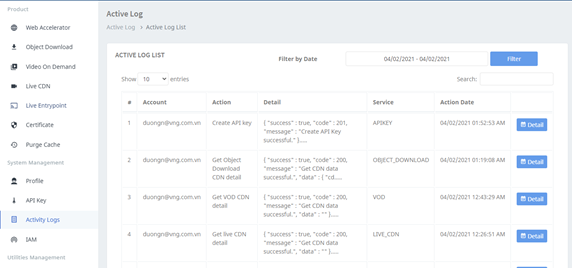 Product
Web Accelerator
Object Download
Video On Demand
Live CDN
Live Entrypoint
Certificate
Purge Cache
System Management
Profile
API Key
Activity Logs
IAM
Utilities Management
Active Log
Active Log > Active Log List
ACTIVE LOG LIST
Filter by Date
04/02/2021 - 04/02/2021
Filter
Show 10 entries
Search:
# Account Action Detail Service Action Date
1 duongn@vng.com.vn Create API key { "success" : true, "code" : 201, "message" : "Create API Key successful." }..... APIKEY 04/02/2021 01:52:53 AM Detail
2 duongn@vng.com.vn Get Object Download CDN detail { "success" : true, "code" : 200, "message" : "Get CDN data successful.", "data" : [ "cd..... OBJECT_DOWNLOAD 04/02/2021 01:19:08 AM Detail
3 duongn@vng.com.vn Get VOD CDN detail { "success" : true, "code" : 200, "message" : "Get CDN data successful.", "data" : "" }..... VOD 04/02/2021 12:43:29 AM Detail
4 duongn@vng.com.vn Get live CDN detail { "success" : true, "code" : 200, "message" : "Get CDN data successful.", "data" : "" }..... LIVE_CDN 04/02/2021 12:26:51 AM Detail